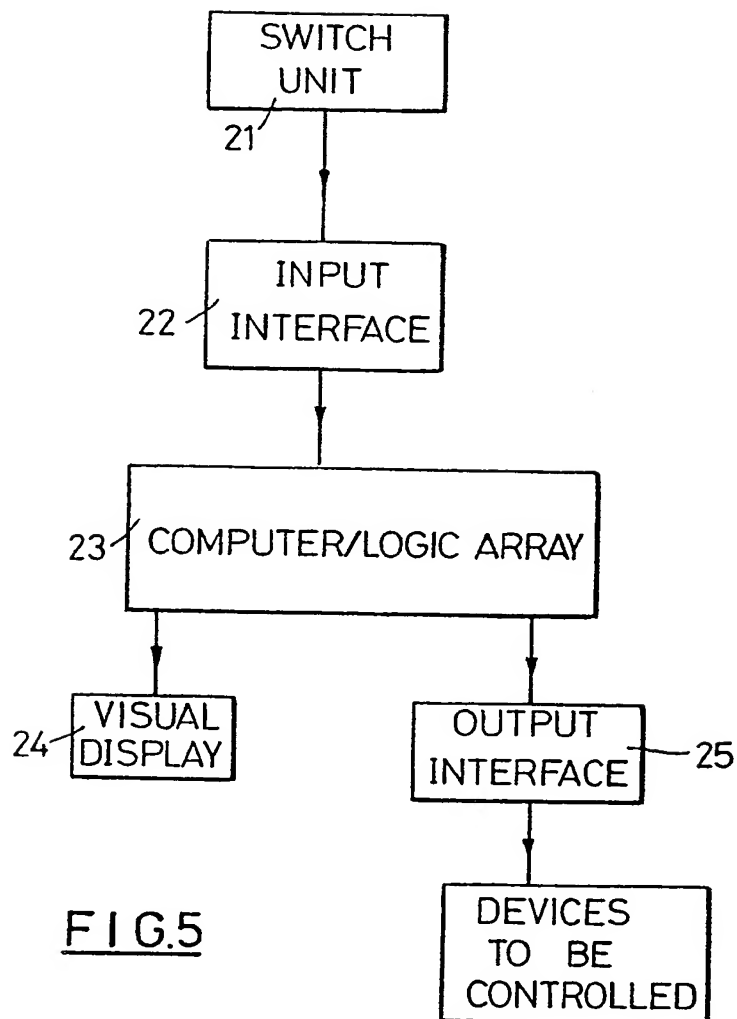 SWITCH
UNIT
21
INPUT
INTERFACE
22
23
COMPUTER/LOGIC ARRAY
24
VISUAL
DISPLAY
OUTPUT
INTERFACE
25
FIG.5
DEVICES
TO BE
CONTROLLED